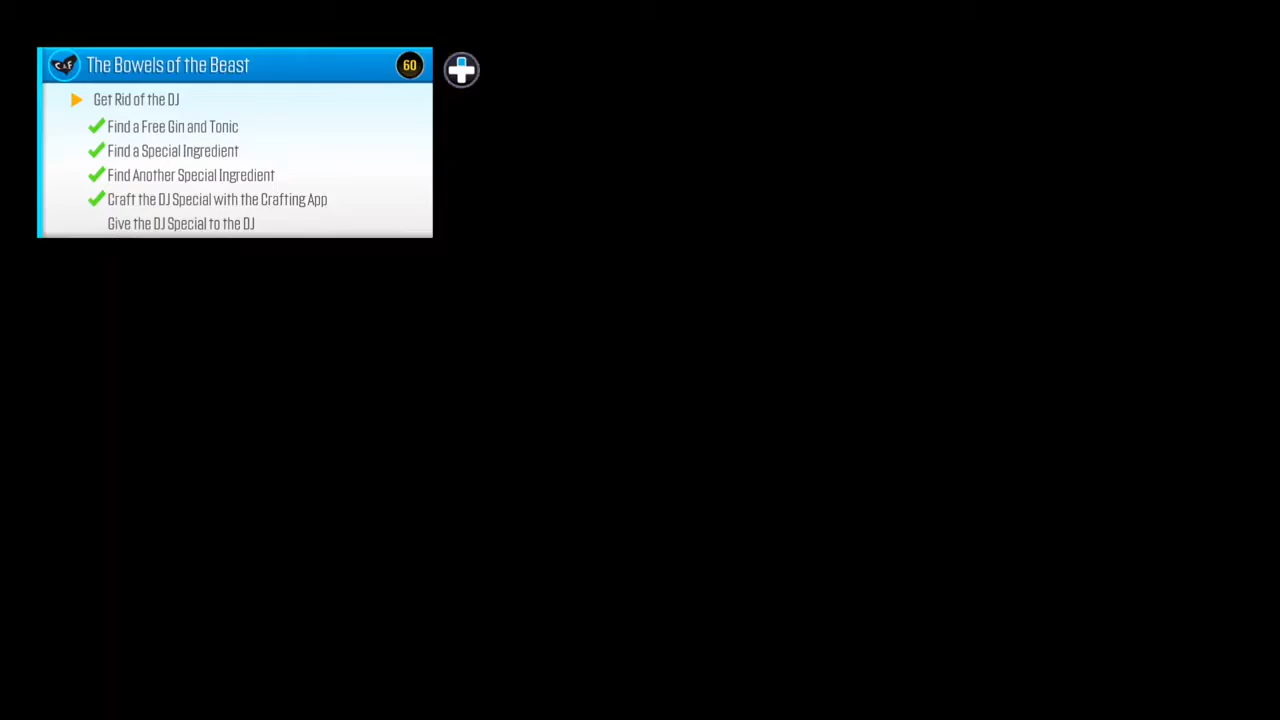 The Bowels of the Beast 60
Get Rid of the DJ
Find a Free Gin and Tonic
Find a Special Ingredient
Find Another Special Ingredient
Craft the DJ Special with the Crafting App
Give the DJ Special to the DJ